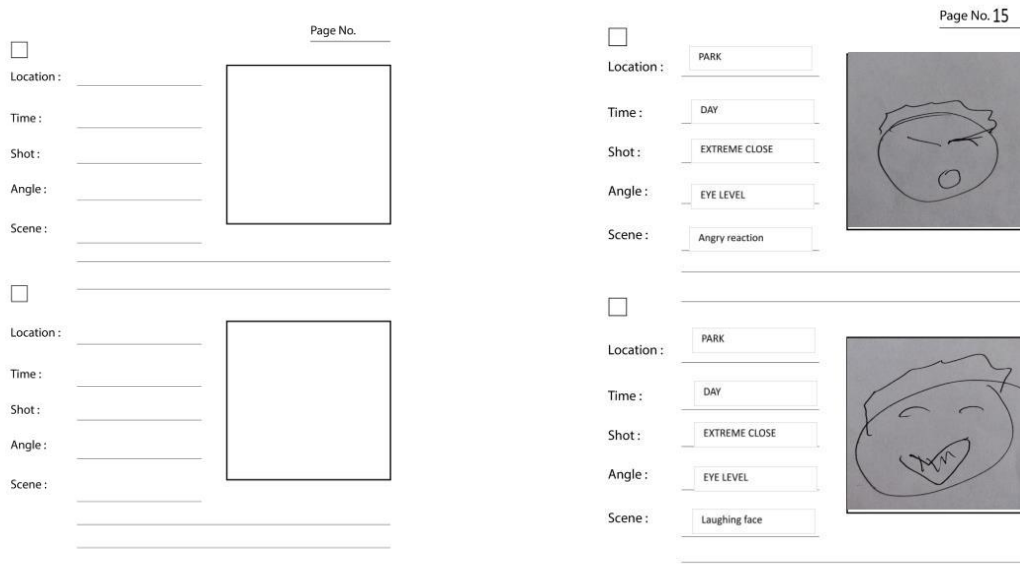 Page No.
Location :
Time :
Shot :
Angle :
Scene :
Location :
Time :
Shot :
Angle :
Scene :
Page No. 15
Location : PARK
Time : DAY
Shot : EXTREME CLOSE
Angle : EYE LEVEL
Scene : Angry reaction
Location : PARK
Time : DAY
Shot : EXTREME CLOSE
Angle : EYE LEVEL
Scene : Laughing face